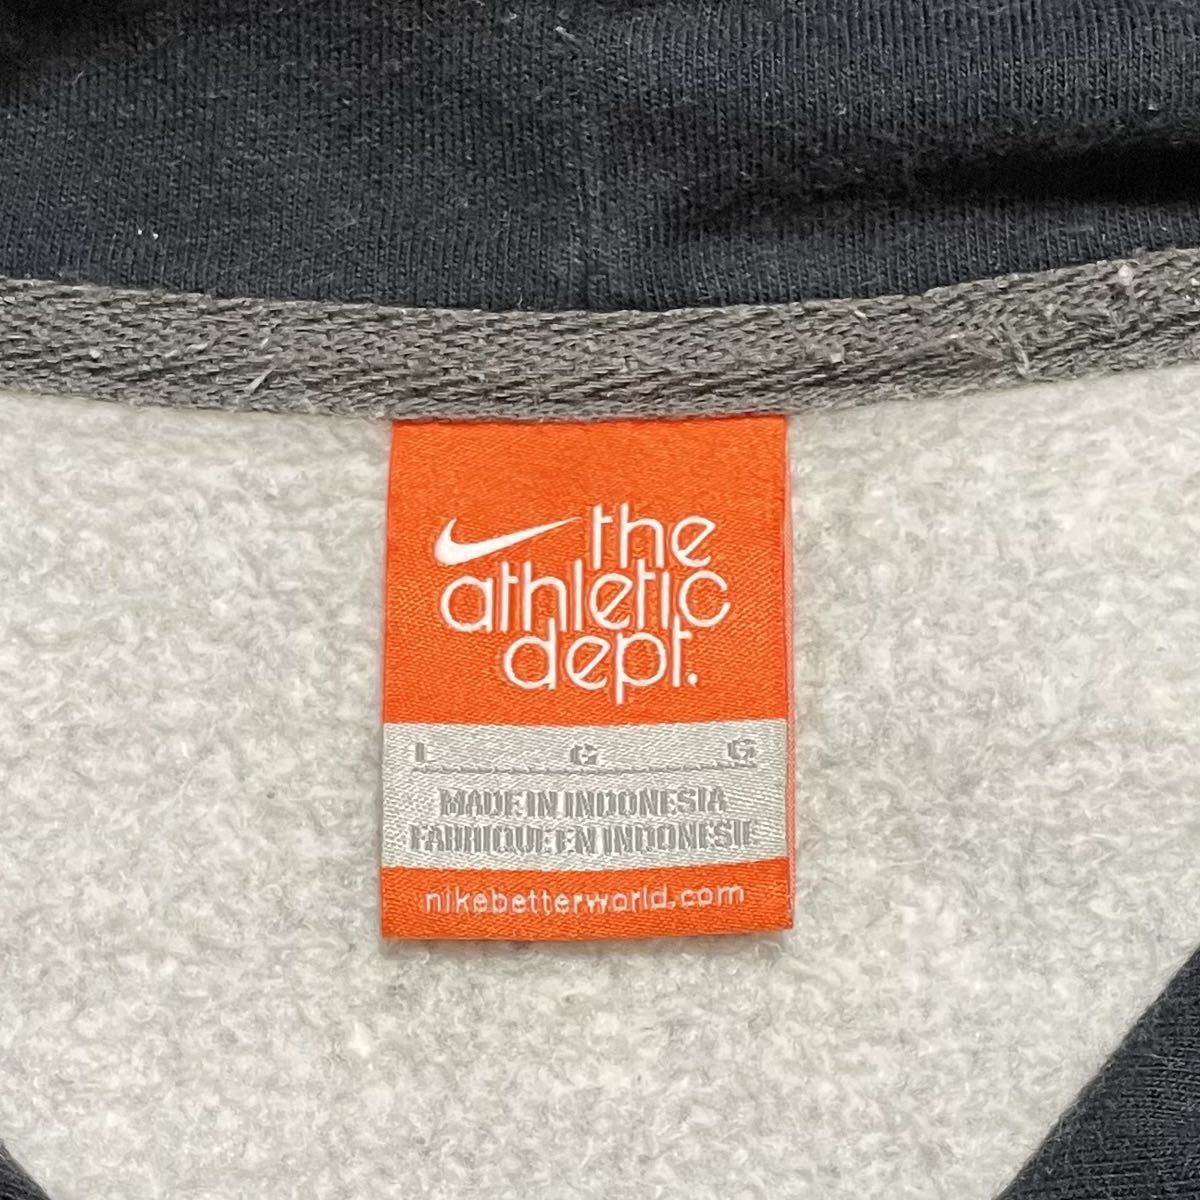 the
athletic
dept.
L G G
MADE IN INDONESIA
FABRIQUE EN INDONESIE
nikebetterworld.com